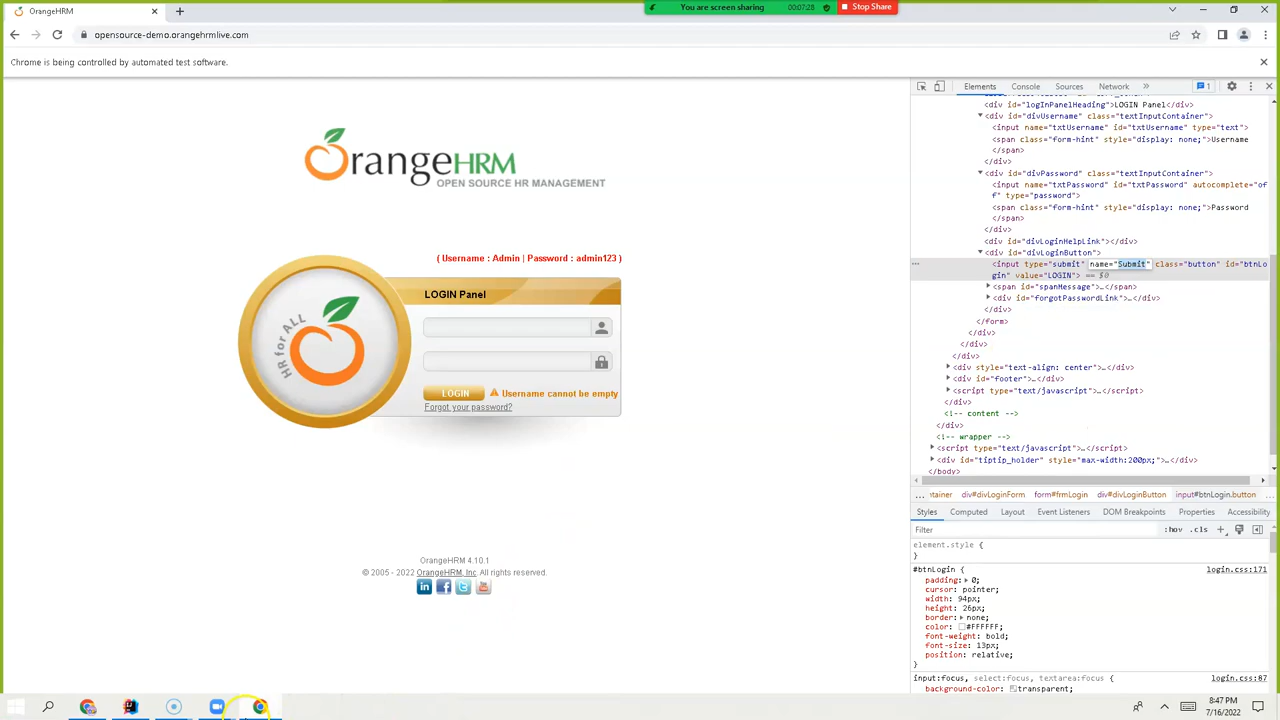 OrangeHRM
You are screen sharing
00:07:28
Stop Share
opensource-demo.orangehrmlive.com
Chrome is being controlled by automated test software.
OrangeHRM
OPEN SOURCE HR MANAGEMENT
( Username : Admin | Password : admin123 )
HR for ALL
LOGIN Panel
LOGIN
Username cannot be empty
Forgot your password?
OrangeHRM 4.10.1
© 2005 - 2022 OrangeHRM, Inc. All rights reserved.
Elements Console Sources Network » 1
<div id="logInPanelHeading">LOGIN Panel</div>
<div id="divUsername" class="textInputContainer">
<input name="txtUsername" id="txtUsername" type="text">
<span class="form-hint" style="display: none;">Username
</span>
</div>
<div id="divPassword" class="textInputContainer">
<input name="txtPassword" id="txtPassword" autocomplete="of
f" type="password">
<span class="form-hint" style="display: none;">Password
</span>
</div>
<div id="divLoginHelpLink"></div>
<div id="divLoginButton">
<input type="submit" name="Submit" class="button" id="btnLo
gin" value="LOGIN"> == $0
<span id="spanMessage">…</span>
<div id="forgotPasswordLink">…</div>
</div>
</form>
</div>
</div>
</div>
<div style="text-align: center">…</div>
<div id="footer">…</div>
<script type="text/javascript">…</script>
</div>
<!-- content -->
</div>
<!-- wrapper -->
<script type="text/javascript">…</script>
<div id="tiptip_holder" style="max-width:200px;">…</div>
</body>
… ntainer div#divLoginForm form#frmLogin div#divLoginButton input#btnLogin.button …
Styles Computed Layout Event Listeners DOM Breakpoints Properties Accessibility
Filter
:hov .cls
element.style {
}
#btnLogin {
login.css:171
padding: 0;
cursor: pointer;
width: 94px;
height: 26px;
border: none;
color: #FFFFFF;
font-weight: bold;
font-size: 13px;
position: relative;
}
input:focus, select:focus, textarea:focus {
login.css:87
background-color: transparent;
8:47 PM
7/16/2022